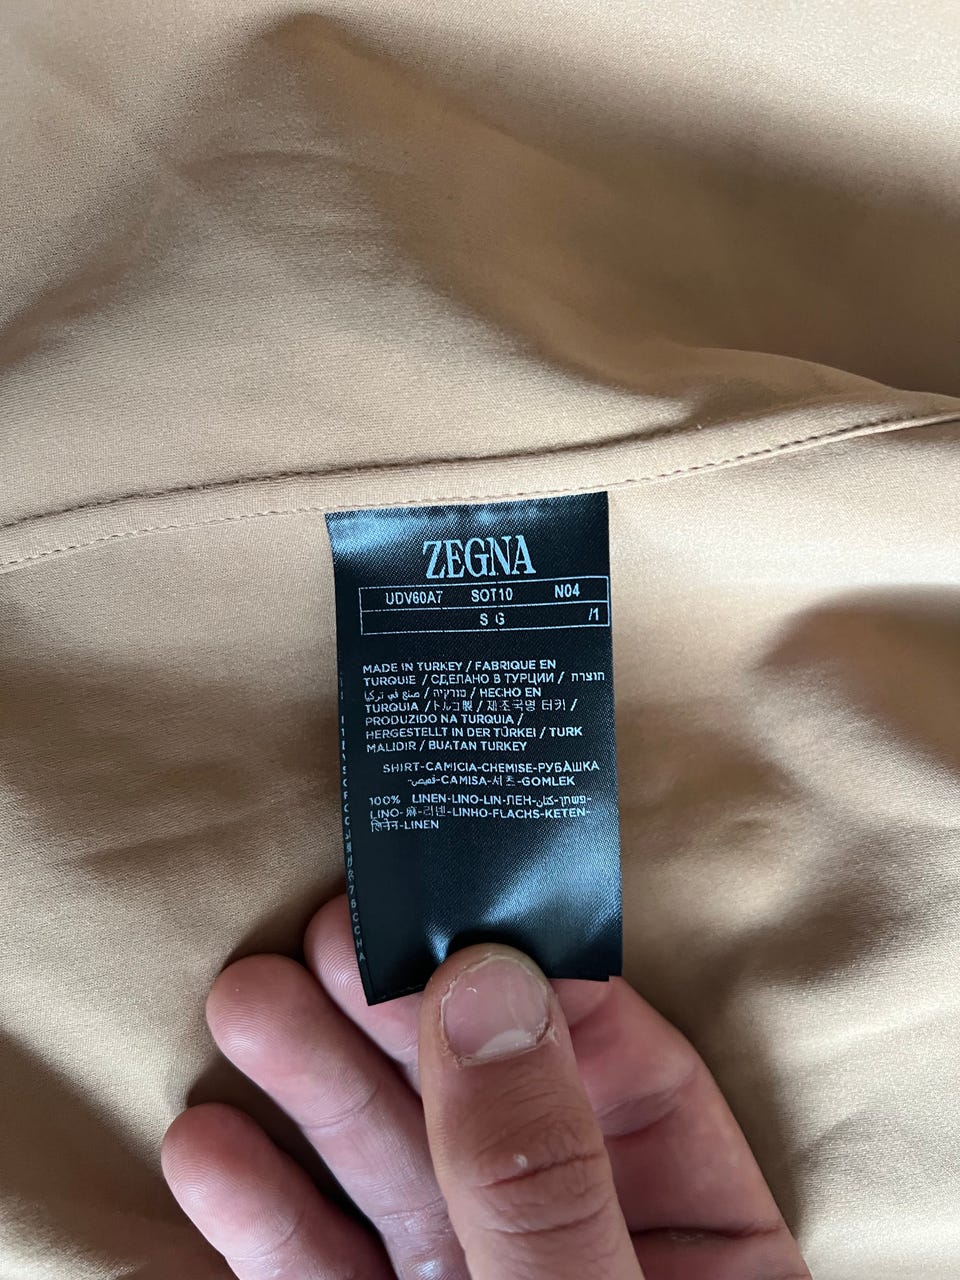 ZEGNA
UDV60A7 SOT10 N04
S G /1
MADE IN TURKEY / FABRIQUE EN
TURQUIE / СДЕЛАНО В ТУРЦИИ / תוצרת
טורקיה / صنع في تركيا / HECHO EN
TURQUIA / トルコ製 / 제조국명 터키 /
PRODUZIDO NA TURQUIA /
HERGESTELLT IN DER TÜRKEI / TURK
MALIDIR / BUATAN TURKEY
SHIRT-CAMICIA-CHEMISE-РУБАШКА
-قميص-CAMISA-셔츠-GOMLEK
100% LINEN-LINO-LIN-ЛЕН-كتان-פשתן-
LINO-麻-리넨-LINHO-FLACHS-KETEN-
लिनेन-LINEN